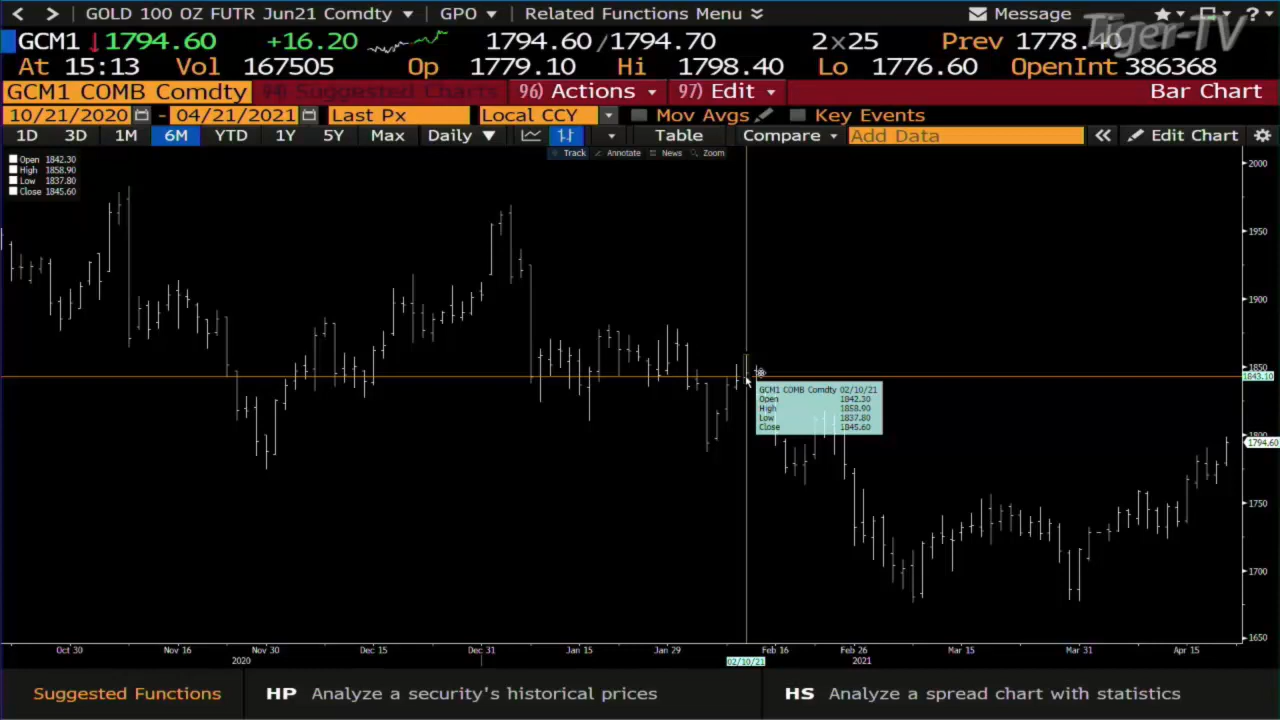 GOLD 100 OZ FUTR Jun21 Comdty GPO Related Functions Menu Message ?
Tiger-TV
GCM1 1794.60 +16.20 1794.60/1794.70 2×25 Prev 1778.40
At 15:13 Vol 167505 Op 1779.10 Hi 1798.40 Lo 1776.60 OpenInt 386368
GCM1 COMB Comdty 94) Suggested Charts 96) Actions 97) Edit Bar Chart
10/21/2020 - 04/21/2021 Last Px Local CCY Mov Avgs Key Events
1D 3D 1M 6M YTD 1Y 5Y Max Daily Table Compare Add Data Edit Chart
Track Annotate News Zoom
Open 1842.30
High 1858.90
Low 1837.80
Close 1845.60
2000
1950
1900
1850
1843.10
GCM1 COMB Comdty 02/10/21
Open 1842.30
High 1858.90
Low 1837.80
Close 1845.60
1800
1794.60
1750
1700
1650
Oct 30 Nov 16 Nov 30 Dec 15 Dec 31 Jan 15 Jan 29 Feb 16 Feb 26 Mar 15 Mar 31 Apr 15
2020 02/10/21 2021
Suggested Functions HP Analyze a security's historical prices HS Analyze a spread chart with statistics